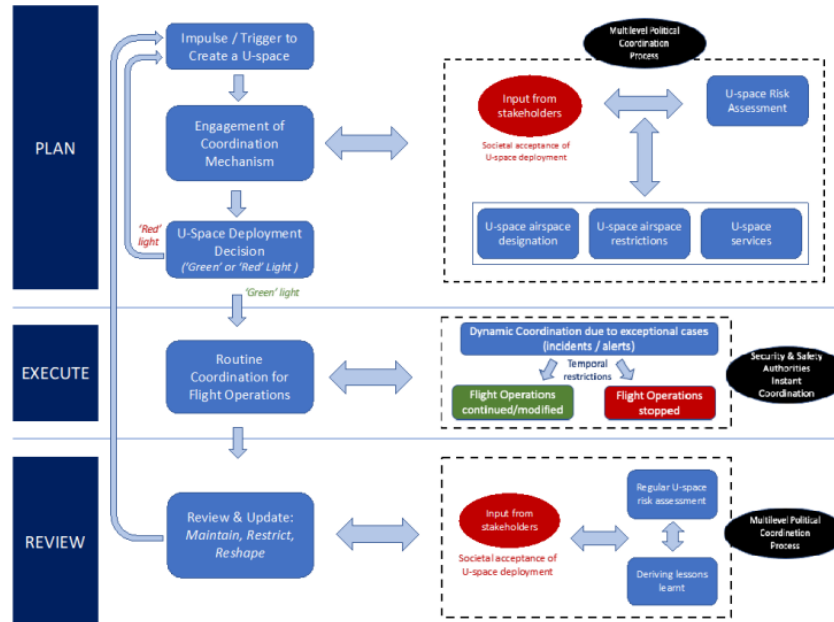 PLAN
Impulse / Trigger to
Create a U-space
Engagement of
Coordination
Mechanism
U-Space Deployment
Decision
('Green' or 'Red' Light )
'Red'
light
'Green' light
Multilevel Political
Coordination
Process
Input from
stakeholders
Societal acceptance of
U-space deployment
U-space Risk
Assessment
U-space airspace
designation
U-space airspace
restrictions
U-space
services
EXECUTE
Routine
Coordination for
Flight Operations
Dynamic Coordination due to exceptional cases
(incidents / alerts)
Temporal
restrictions
Flight Operations
continued/modified
Flight Operations
stopped
Security & Safety
Authorities
Instant
Coordination
REVIEW
Review & Update:
Maintain, Restrict,
Reshape
Input from
stakeholders
Societal acceptance of
U-space deployment
Regular U-space
risk assessment
Deriving lessons
learnt
Multilevel Political
Coordination
Process